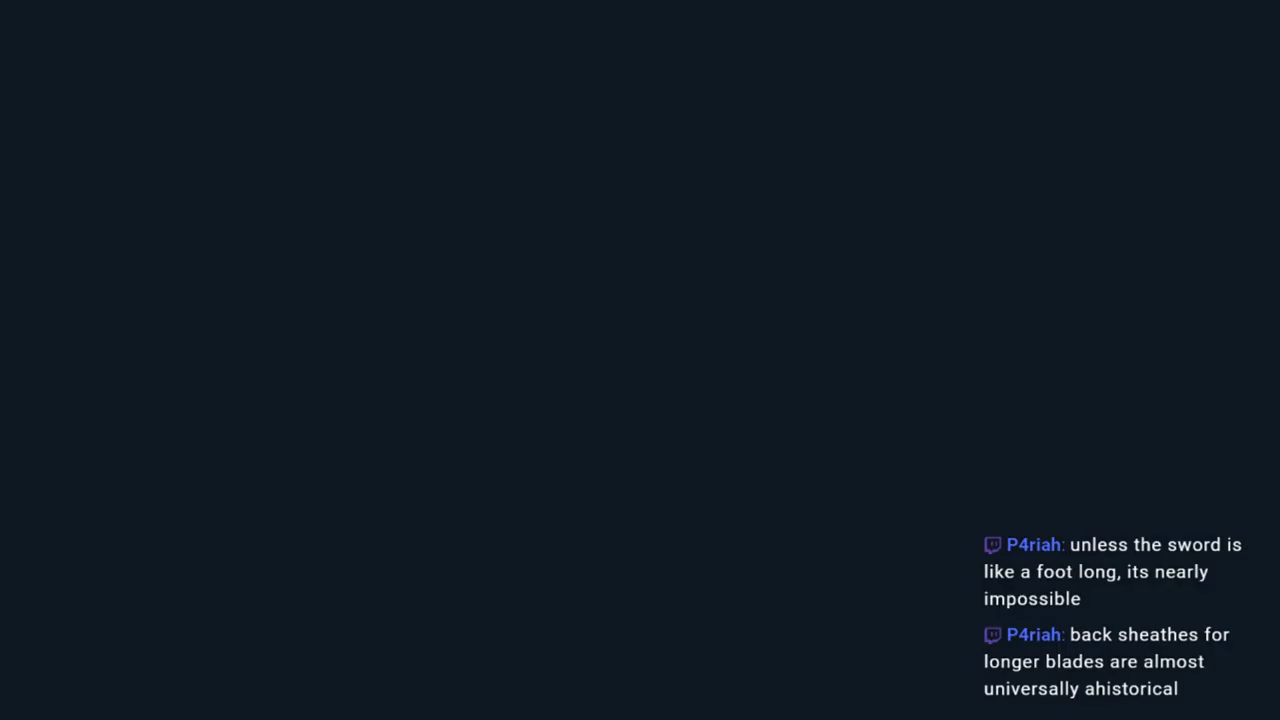 P4riah: unless the sword is
like a foot long, its nearly
impossible
P4riah: back sheathes for
longer blades are almost
universally ahistorical